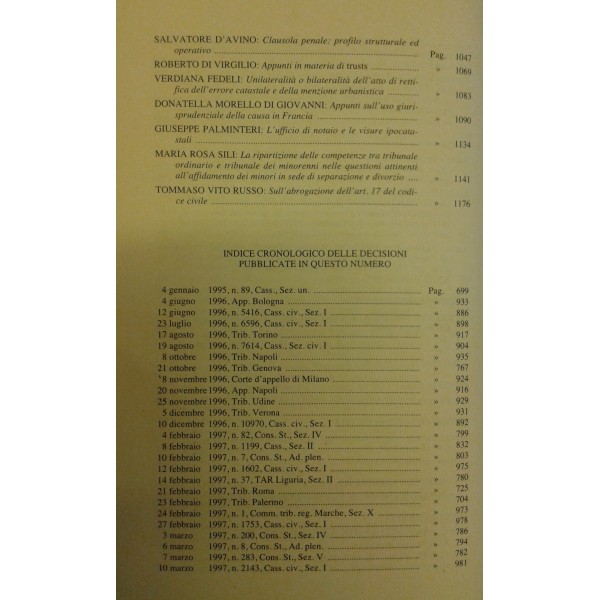 SALVATORE D'AVINO: Clausola penale: profilo strutturale ed
operativo ........ Pag. 1047
ROBERTO DI VIRGILIO: Appunti in materia di trusts ........ » 1069
VERDIANA FEDELI: Unilateralità o bilateralità dell'atto di retti-
fica dell'errore catastale e della menzione urbanistica ........ » 1083
DONATELLA MORELLO DI GIOVANNI: Appunti sull'uso giuri-
sprudenziale della causa in Francia ........ » 1090
GIUSEPPE PALMINTERI: L'ufficio di notaio e le visure ipocata-
stali ........ » 1134
MARIA ROSA SILI: La ripartizione delle competenze tra tribunale
ordinario e tribunale dei minorenni nelle questioni attinenti
all'affidamento dei minori in sede di separazione e divorzio .... » 1141
TOMMASO VITO RUSSO: Sull'abrogazione dell'art. 17 del codi-
ce civile ........ » 1176
INDICE CRONOLOGICO DELLE DECISIONI
PUBBLICATE IN QUESTO NUMERO
4 gennaio 1995, n. 89, Cass., Sez. un. ........ Pag. 699
4 giugno 1996, App. Bologna ........ » 933
12 giugno 1996, n. 5416, Cass. civ., Sez. I ........ » 886
23 luglio 1996, n. 6596, Cass. civ., Sez. I ........ » 898
17 agosto 1996, Trib. Torino ........ » 917
19 agosto 1996, n. 7614, Cass., Sez. civ. I ........ » 904
8 ottobre 1996, Trib. Napoli ........ » 935
21 ottobre 1996, Trib. Genova ........ » 767
8 novembre 1996, Corte d'appello di Milano ........ » 924
20 novembre 1996, App. Napoli ........ » 916
25 novembre 1996, Trib. Udine ........ » 929
5 dicembre 1996, Trib. Verona ........ » 931
10 dicembre 1996, n. 10970, Cass. civ., Sez. I ........ » 892
4 febbraio 1997, n. 82, Cons. St., Sez. IV ........ » 799
8 febbraio 1997, n. 1199, Cass., Sez. II ........ » 832
10 febbraio 1997, n. 7, Cons. St., Ad. plen. ........ » 803
12 febbraio 1997, n. 1602, Cass. civ., Sez. I ........ » 975
14 febbraio 1997, n. 37, TAR Liguria, Sez. II ........ » 780
21 febbraio 1997, Trib. Roma ........ » 725
23 febbraio 1997, Trib. Palermo ........ » 704
24 febbraio 1997, n. 1, Comm. trib. reg. Marche, Sez. X ........ » 973
27 febbraio 1997, n. 1753, Cass. civ., Sez. I ........ » 978
3 marzo 1997, n. 200, Cons. St., Sez. IV ........ » 786
6 marzo 1997, n. 8, Cons. St., Ad. plen. ........ » 794
7 marzo 1997, n. 283, Cons. St., Sez. V ........ » 782
10 marzo 1997, n. 2143, Cass. civ., Sez. I ........ » 981